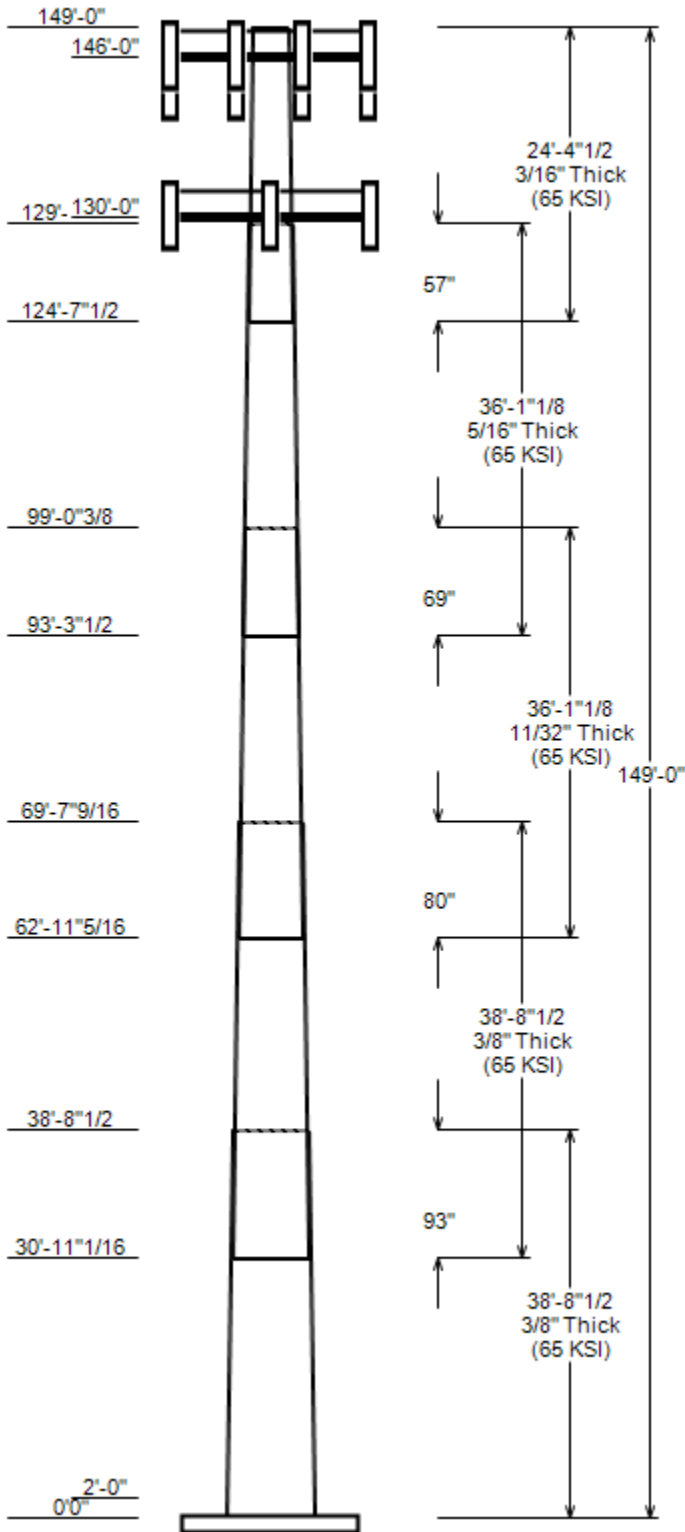 149'-0"
146'-0"
24'-4"1/2
3/16" Thick
(65 KSI)
130'-0"
129'-
57"
124'-7"1/2
36'-1"1/8
5/16" Thick
(65 KSI)
99'-0"3/8
69"
93'-3"1/2
36'-1"1/8
11/32" Thick
(65 KSI)
149'-0"
69'-7"9/16
80"
62'-11"5/16
38'-8"1/2
3/8" Thick
(65 KSI)
38'-8"1/2
93"
30'-11"1/16
38'-8"1/2
3/8" Thick
(65 KSI)
2'-0"
0'0"